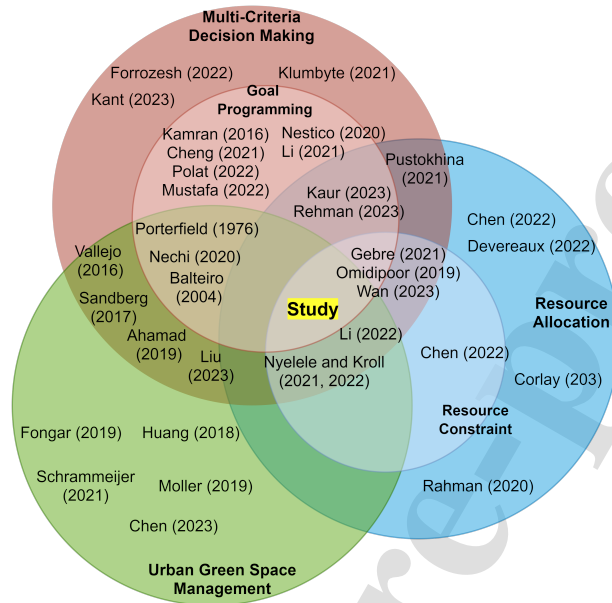 Multi-Criteria
Decision Making
Forrozesh (2022)
Klumbyte (2021)
Kant (2023)
Goal
Programming
Kamran (2016)
Cheng (2021)
Polat (2022)
Mustafa (2022)
Nestico (2020)
Li (2021)
Pustokhina
(2021)
Kaur (2023)
Rehman (2023)
Porterfield (1976)
Nechi (2020)
Balteiro
(2004)
Vallejo
(2016)
Sandberg
(2017)
Ahamad
(2019)
Liu
(2023)
Gebre (2021)
Omidipoor (2019)
Wan (2023)
Study
Li (2022)
Nyelele and Kroll
(2021, 2022)
Chen (2022)
Devereaux (2022)
Resource
Allocation
Chen (2022)
Corlay (203)
Resource
Constraint
Rahman (2020)
Fongar (2019)
Huang (2018)
Schrammeijer
(2021)
Moller (2019)
Chen (2023)
Urban Green Space
Management
re-pr